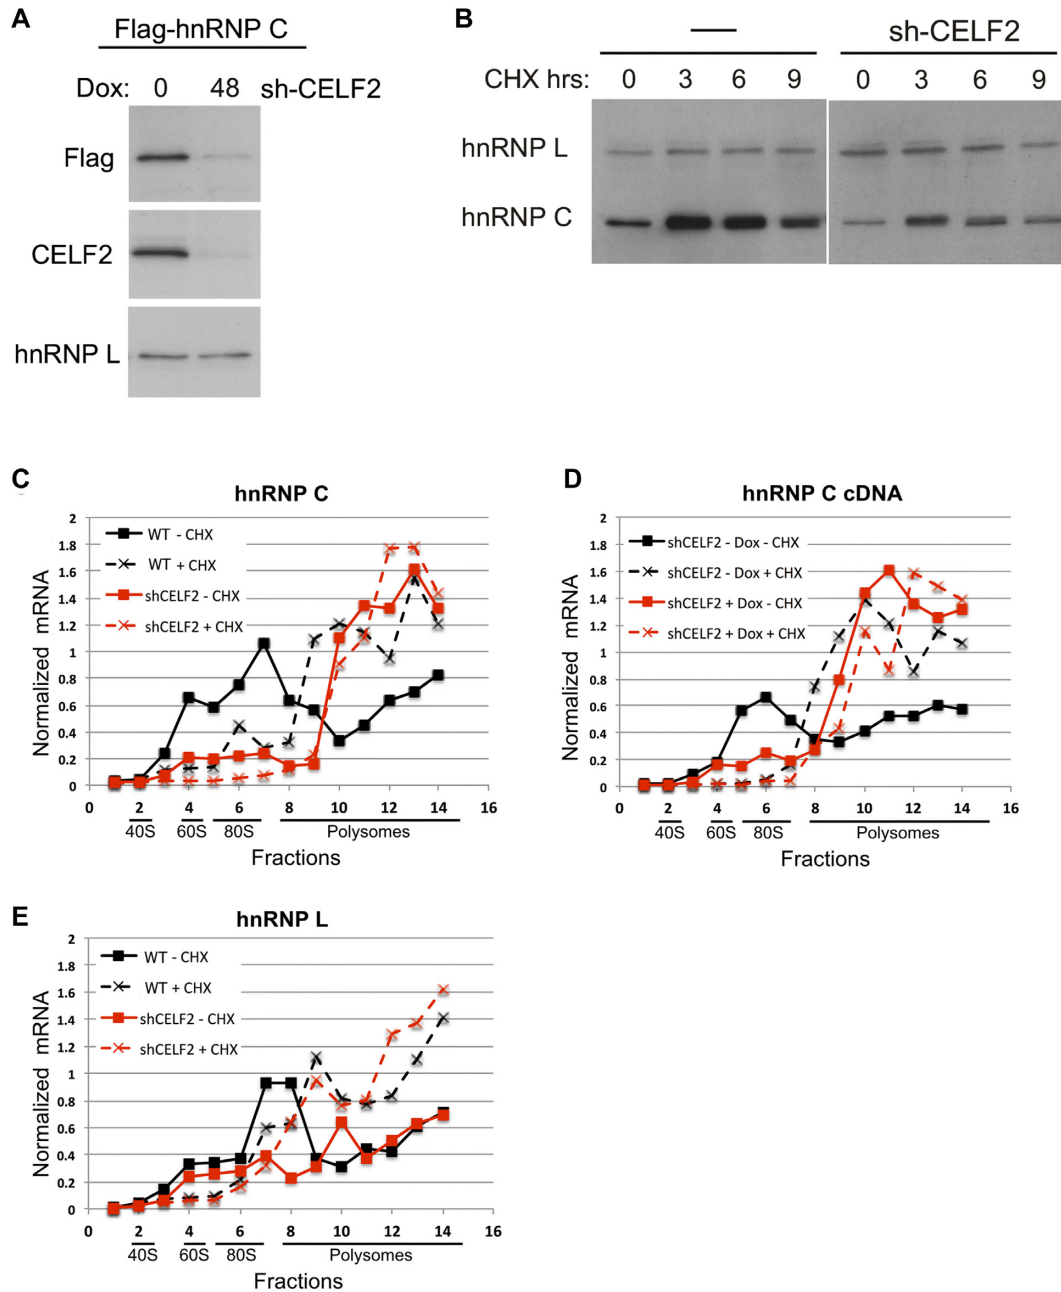 A
Flag-hnRNP C
Dox: 0 48 sh-CELF2
Flag
CELF2
hnRNP L
B
— sh-CELF2
CHX hrs: 0 3 6 9 0 3 6 9
hnRNP L
hnRNP C
C
hnRNP C
Normalized mRNA
2
1.8
1.6
1.4
1.2
1
0.8
0.6
0.4
0.2
0
WT - CHX
WT + CHX
shCELF2 - CHX
shCELF2 + CHX
0 2 4 6 8 10 12 14 16
40S 60S 80S Polysomes
Fractions
D
hnRNP C cDNA
Normalized mRNA
2
1.8
1.6
1.4
1.2
1
0.8
0.6
0.4
0.2
0
shCELF2 - Dox - CHX
shCELF2 - Dox + CHX
shCELF2 + Dox - CHX
shCELF2 + Dox + CHX
0 2 4 6 8 10 12 14 16
40S 60S 80S Polysomes
Fractions
E
hnRNP L
Normalized mRNA
2
1.8
1.6
1.4
1.2
1
0.8
0.6
0.4
0.2
0
WT - CHX
WT + CHX
shCELF2 - CHX
shCELF2 + CHX
0 2 4 6 8 10 12 14 16
40S 60S 80S Polysomes
Fractions